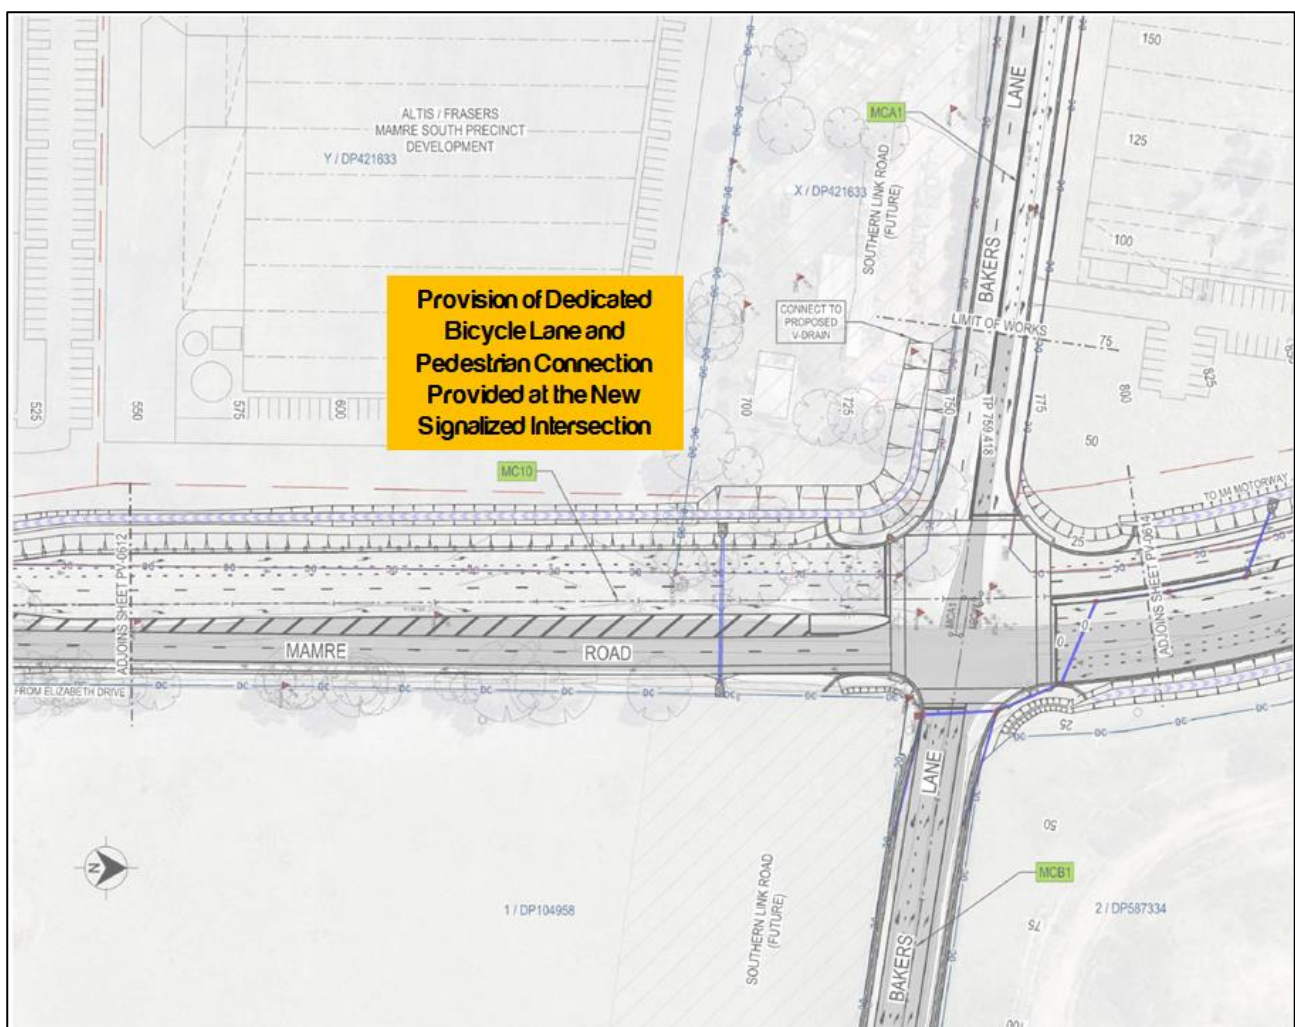 150
LANE
MCA1
ALTIS / FRASERS
MAMRE SOUTH PRECINCT
DEVELOPMENT
125
Y / DP421633
X / DP421633
SOUTHERN LINK ROAD
(FUTURE)
100
BAKERS
Provision of Dedicated
Bicycle Lane and
Pedestrian Connection
Provided at the New
Signalized Intersection
CONNECT TO
PROPOSED
V-DRAIN
LIMIT OF WORKS
75
525
550
575
600
700
725
750
TP 759 418
775
800
825
50
MC10
TO M4 MOTORWAY
25
ADJOINS SHEET PV-0612
ADJOINS SHEET PV-0614
MAMRE ROAD
FROM ELIZABETH DRIVE
25
LANE
N
50
MCB1
1 / DP104958
2 / DP587334
75
SOUTHERN LINK ROAD
(FUTURE)
BAKERS
100